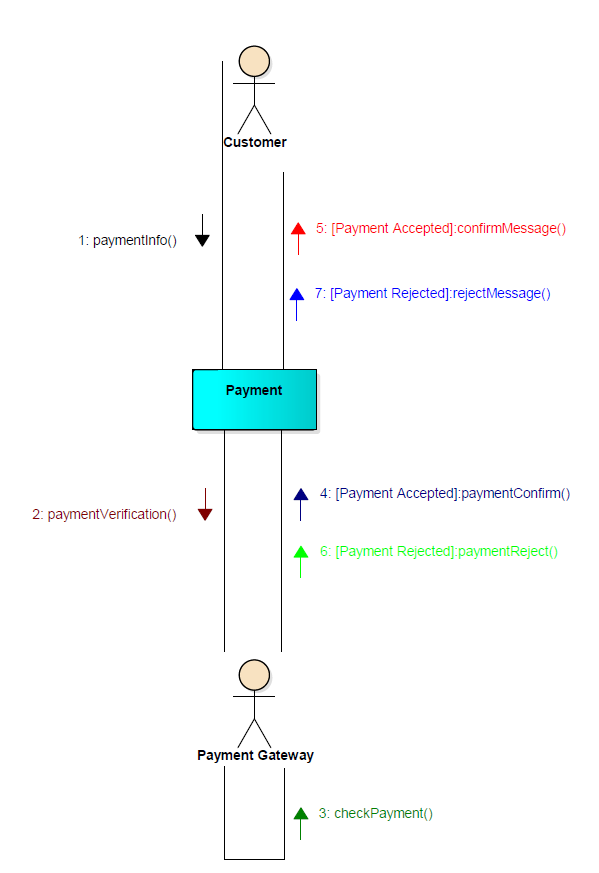 Customer
1: paymentInfo()
5: [Payment Accepted]:confirmMessage()
7: [Payment Rejected]:rejectMessage()
Payment
4: [Payment Accepted]:paymentConfirm()
2: paymentVerification()
6: [Payment Rejected]:paymentReject()
Payment Gateway
3: checkPayment()